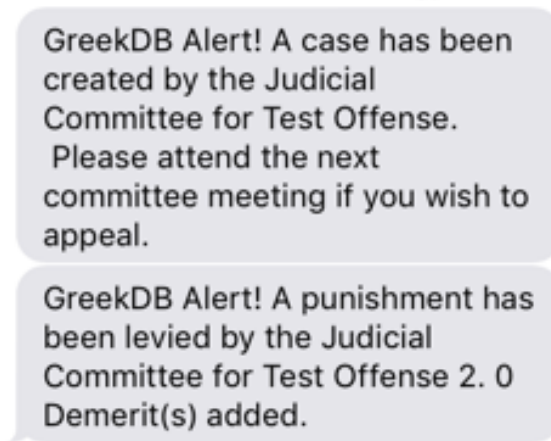 GreekDB Alert! A case has been
created by the Judicial
Committee for Test Offense.
Please attend the next
committee meeting if you wish to
appeal.
GreekDB Alert! A punishment has
been levied by the Judicial
Committee for Test Offense 2. 0
Demerit(s) added.